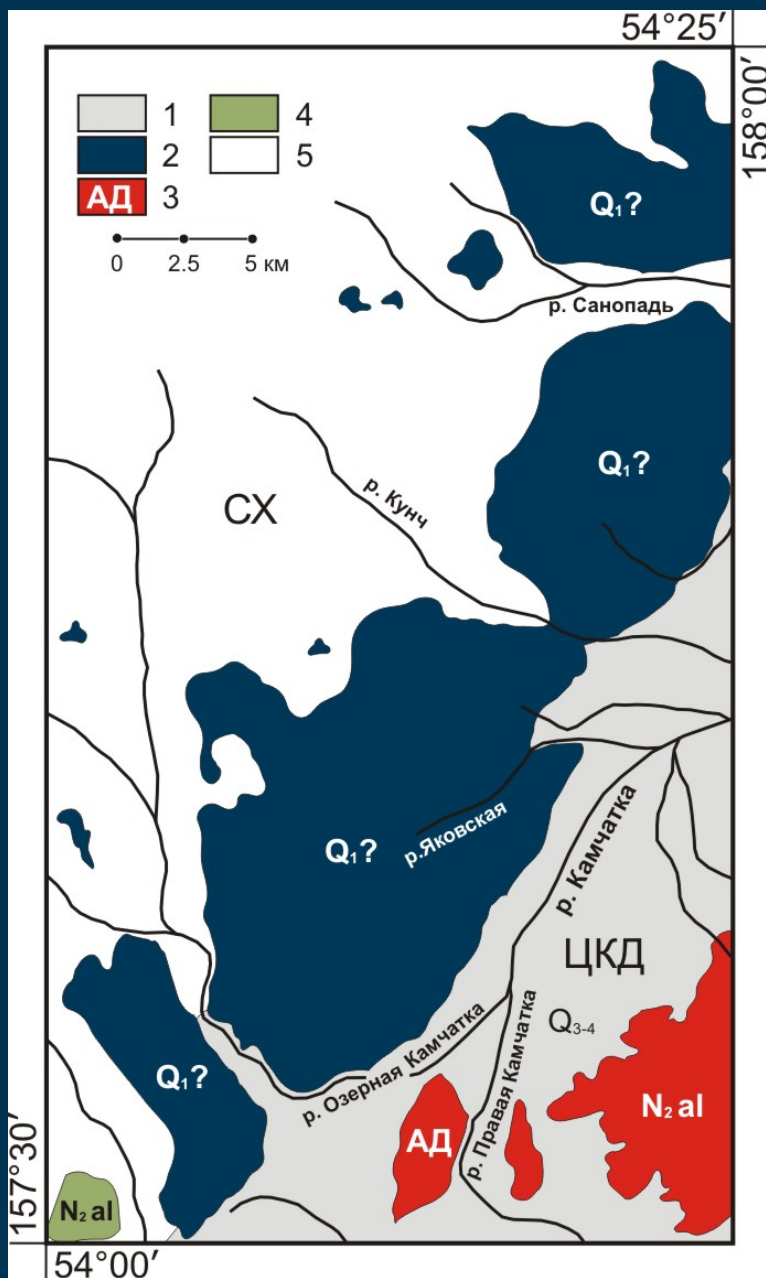 54°25′
158°00′
1 4
2 5
АД 3
0 2.5 5 км
Q₁?
р. Санопадь
Q₁?
СХ
р. Кунч
Q₁?
р.Яковская
р. Камчатка
ЦКД
Q₃₋₄
р. Озерная Камчатка
р. Правая Камчатка
Q₁?
АД
N₂ al
N₂ al
157°30′
54°00′